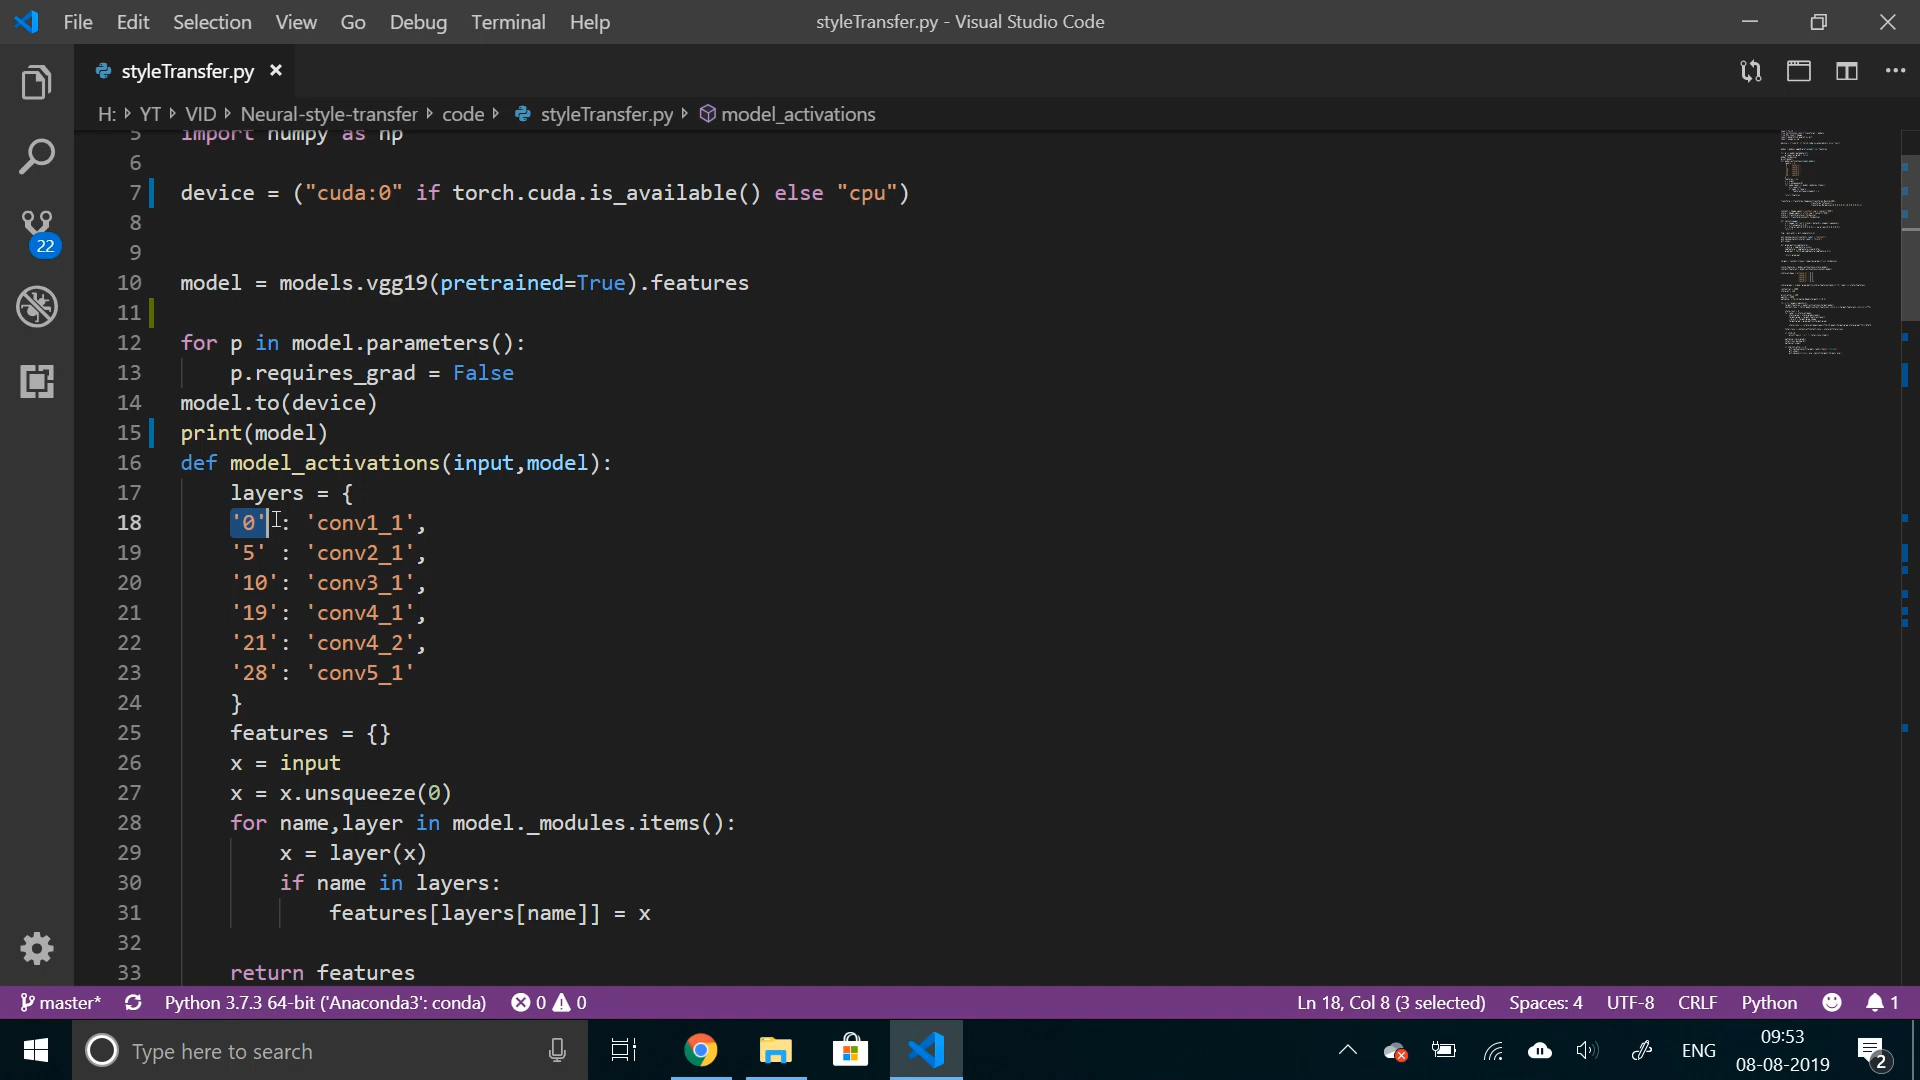 File Edit Selection View Go Debug Terminal Help
styleTransfer.py - Visual Studio Code
styleTransfer.py ×
H: YT VID Neural-style-transfer code styleTransfer.py model_activations
5 import numpy as np
6
7 device = ("cuda:0" if torch.cuda.is_available() else "cpu")
8
9
10 model = models.vgg19(pretrained=True).features
11
12 for p in model.parameters():
13 p.requires_grad = False
14 model.to(device)
15 print(model)
16 def model_activations(input,model):
17 layers = {
18 '0' : 'conv1_1',
19 '5' : 'conv2_1',
20 '10': 'conv3_1',
21 '19': 'conv4_1',
22 '21': 'conv4_2',
23 '28': 'conv5_1'
24 }
25 features = {}
26 x = input
27 x = x.unsqueeze(0)
28 for name,layer in model._modules.items():
29 x = layer(x)
30 if name in layers:
31 features[layers[name]] = x
32
33 return features
22
master* Python 3.7.3 64-bit ('Anaconda3': conda) 0 0 Ln 18, Col 8 (3 selected) Spaces: 4 UTF-8 CRLF Python 1
Type here to search
ENG
09:53
08-08-2019
2